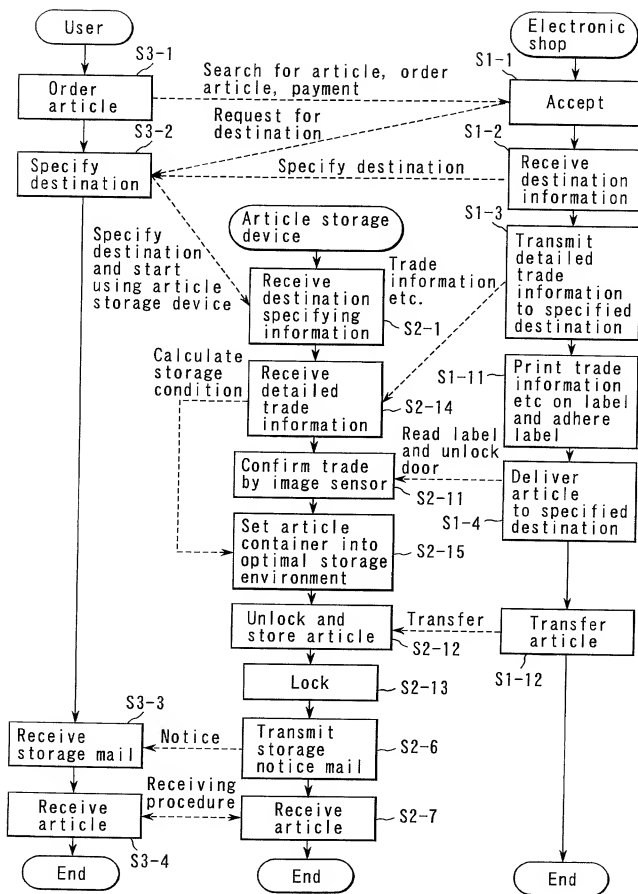 User
Electronic
shop
S3-1
S1-1
Order
article
Search for article, order
article, payment
Accept
S3-2
Request for
destination
S1-2
Specify
destination
Specify destination
Receive
destination
information
S1-3
Article storage
device
Specify
destination
and start
using article
storage device
Trade
information
etc.
Transmit
detailed
trade
information
to specified
destination
Receive
destination
specifying
information
S2-1
Calculate
storage
condition
S1-11
Receive
detailed
trade
information
S2-14
Print trade
information
etc on label
and adhere
label
Read label
and unlock
door
Confirm trade
by image sensor
S2-11
Deliver
article
to specified
destination
S1-4
Set article
container into
optimal storage
environment
S2-15
Unlock and
store article
S2-12
Transfer
Transfer
article
S1-12
Lock
S2-13
S3-3
Receive
storage mail
Notice
Transmit
storage
notice mail
S2-6
Receiving
procedure
Receive
article
S3-4
Receive
article
S2-7
End
End
End